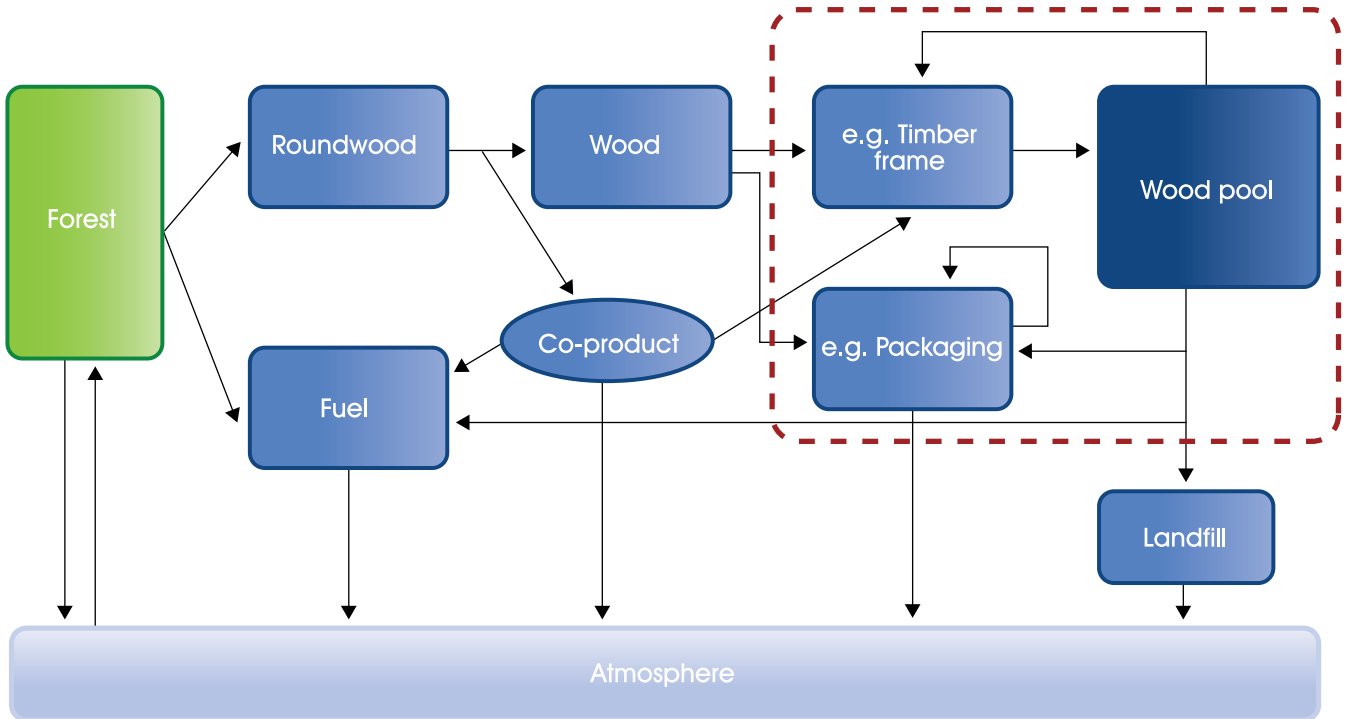 Forest
Roundwood
Wood
e.g. Timber
frame
Wood pool
Co-product
e.g. Packaging
Fuel
Landfill
Atmosphere